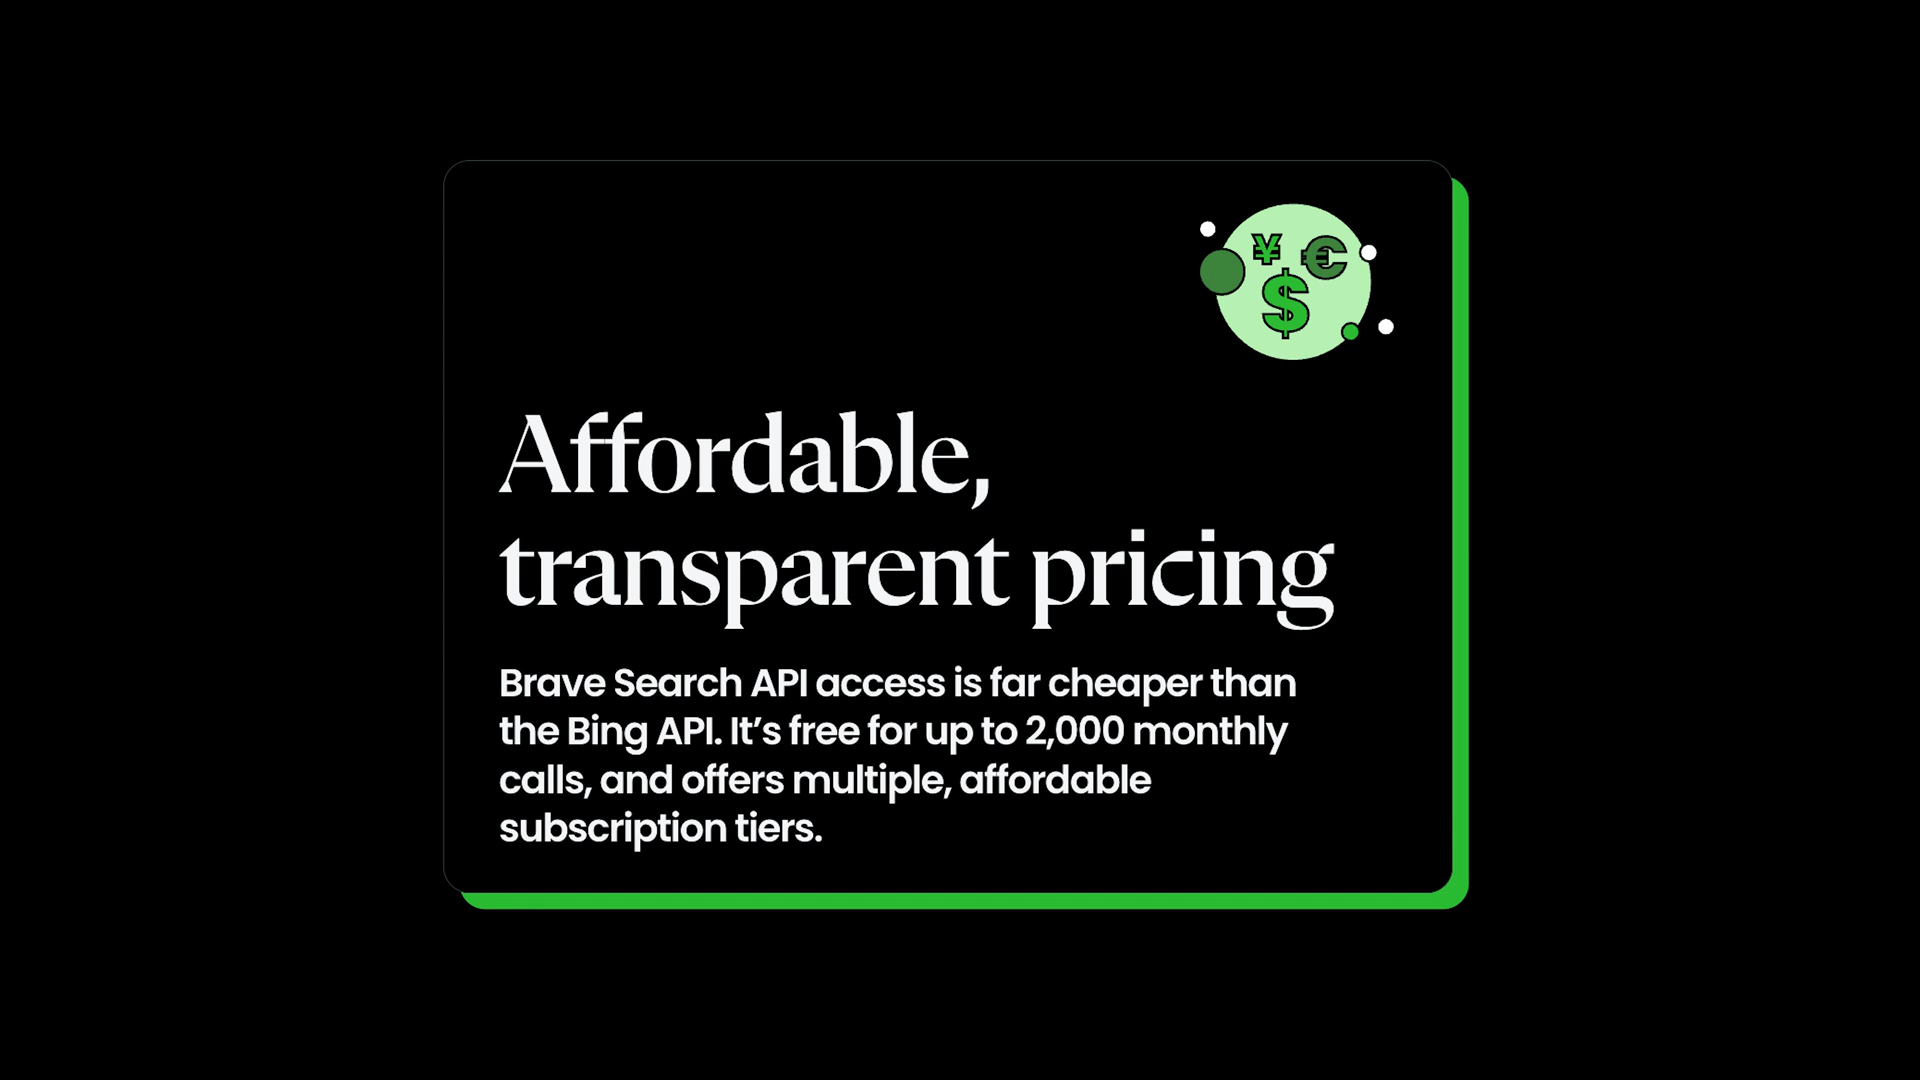 ¥ €
$
Affordable,
transparent pricing
Brave Search API access is far cheaper than
the Bing API. It’s free for up to 2,000 monthly
calls, and offers multiple, affordable
subscription tiers.